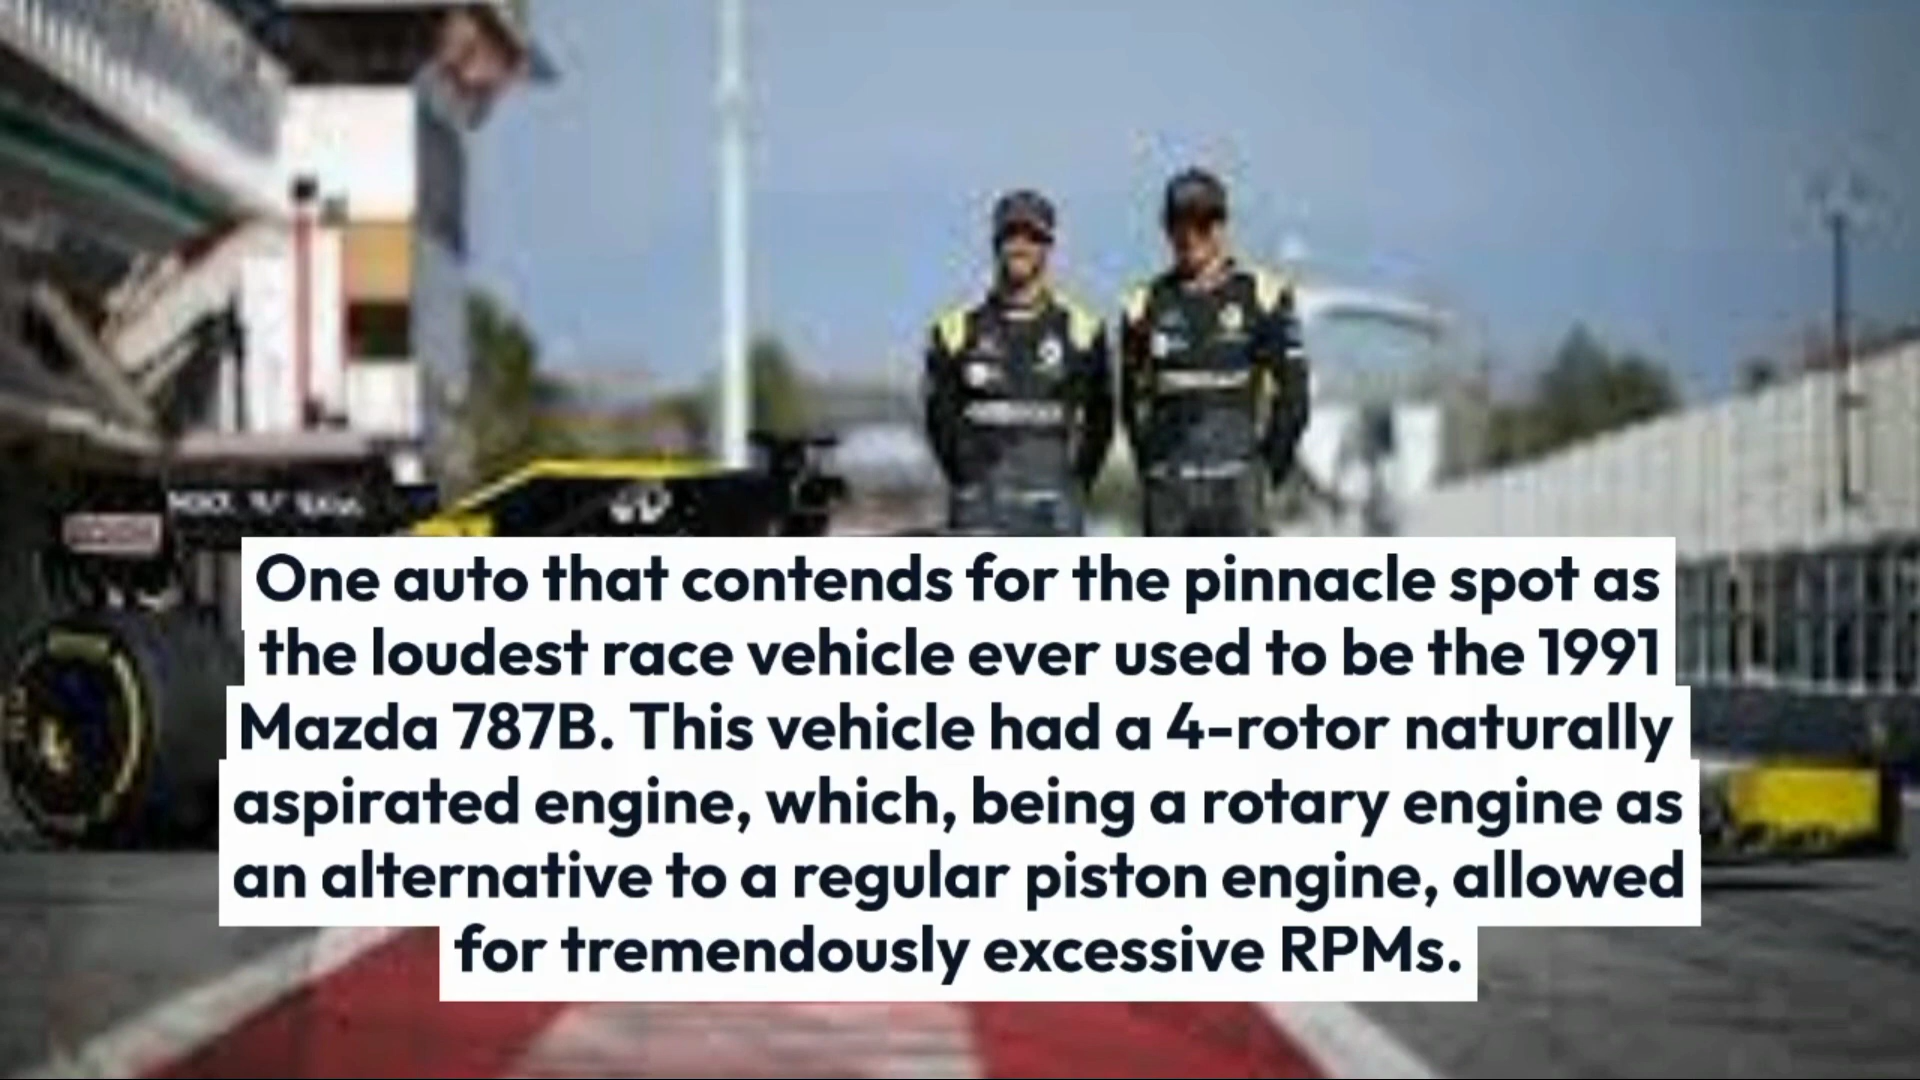 One auto that contends for the pinnacle spot as
the loudest race vehicle ever used to be the 1991
Mazda 787B. This vehicle had a 4-rotor naturally
aspirated engine, which, being a rotary engine as
an alternative to a regular piston engine, allowed
for tremendously excessive RPMs.